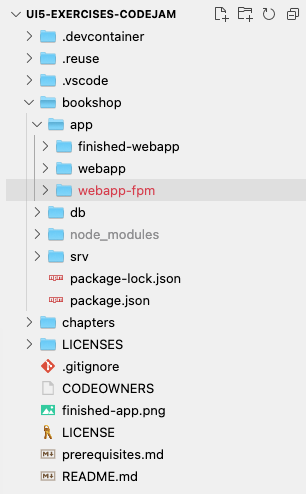 UI5-EXERCISES-CODEJAM
.devcontainer
.reuse
.vscode
bookshop
app
finished-webapp
webapp
webapp-fpm
db
node_modules
srv
package-lock.json
package.json
chapters
LICENSES
.gitignore
CODEOWNERS
finished-app.png
LICENSE
prerequisites.md
README.md